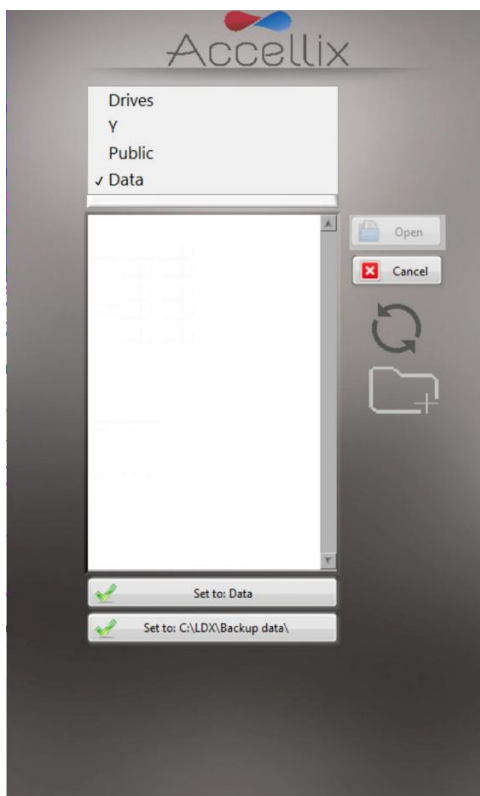 Accellix
Drives
Y
Public
✓ Data
Open
Cancel
Set to: Data
Set to: C:\LDX\Backup data\